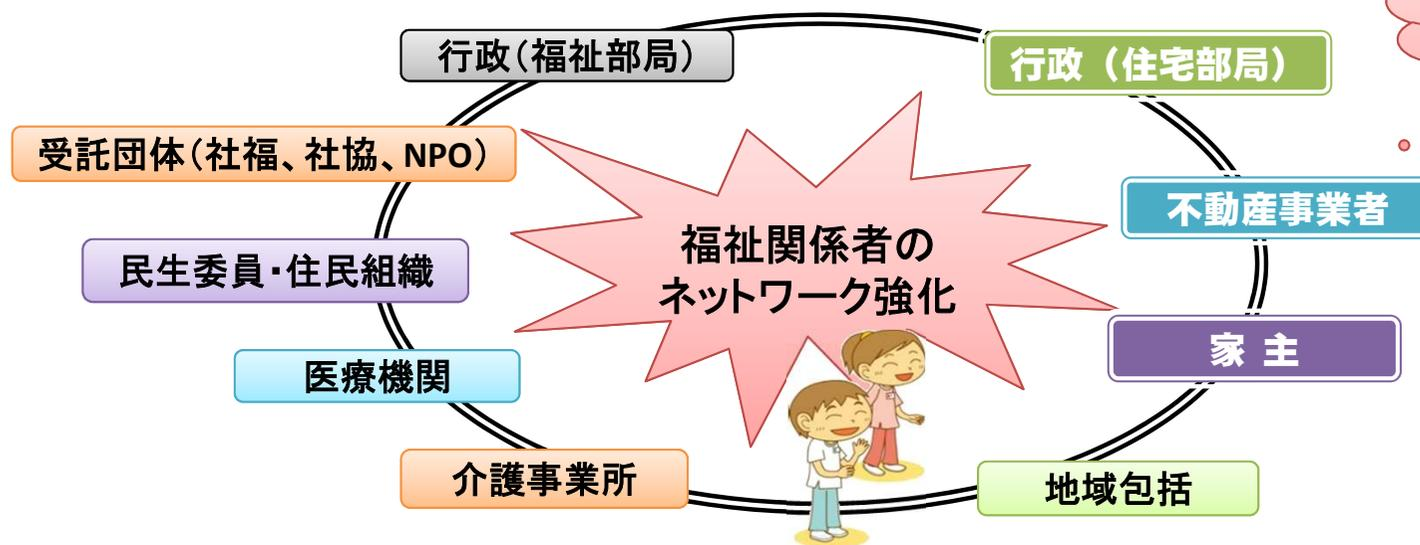 行政（福祉部局）
行政（住宅部局）
受託団体（社福、社協、NPO）
不動産事業者
福祉関係者の
ネットワーク強化
民生委員・住民組織
家 主
医療機関
介護事業所
地域包括